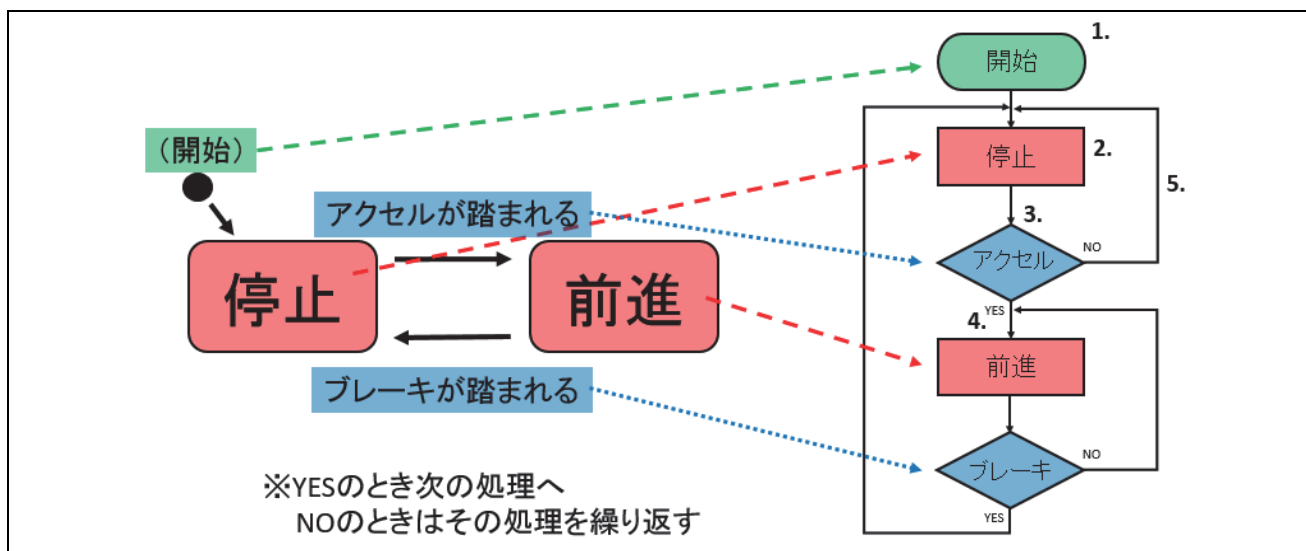 (開始)
アクセルが踏まれる
停止
前進
ブレーキが踏まれる
※YESのとき次の処理へ
NOのときはその処理を繰り返す
1.
開始
停止
2.
5.
3.
アクセル
NO
YES
4.
前進
ブレーキ
NO
YES